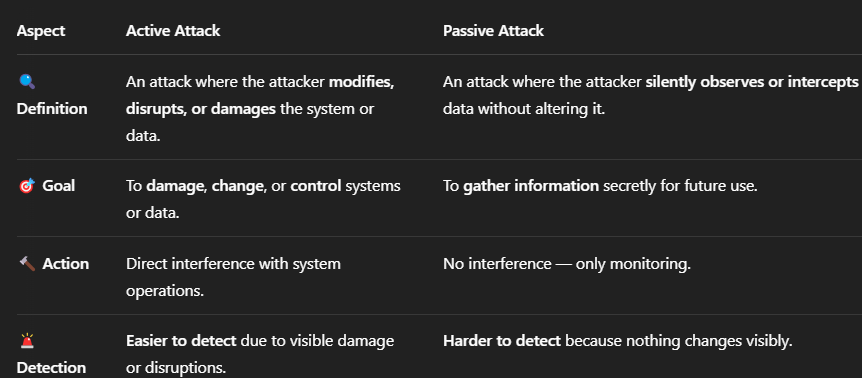 Aspect Active Attack Passive Attack
An attack where the attacker modifies, An attack where the attacker silently observes or intercepts
Definition disrupts, or damages the system or data without altering it.
data.
Goal To damage, change, or control systems To gather information secretly for future use.
or data.
Action Direct interference with system No interference — only monitoring.
operations.
Easier to detect due to visible damage Harder to detect because nothing changes visibly.
Detection or disruptions.